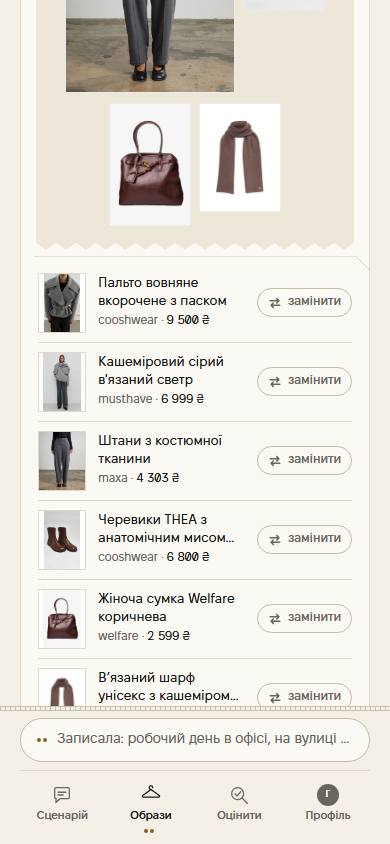 Пальто вовняне
вкорочене з паском
cooshwear · 9 500 ₴
замінити
Кашеміровий сірий
в'язаний светр
musthave · 6 999 ₴
замінити
Штани з костюмної
тканини
maxa · 4 303 ₴
замінити
Черевики THEA з
анатомічним мисом...
cooshwear · 6 800 ₴
замінити
Жіноча сумка Welfare
коричнева
welfare · 2 599 ₴
замінити
В’язаний шарф
унісекс з кашеміром...
замінити
Записала: робочий день в офісі, на вулиці ...
Сценарій
Образи
Оцінити
Г
Профіль